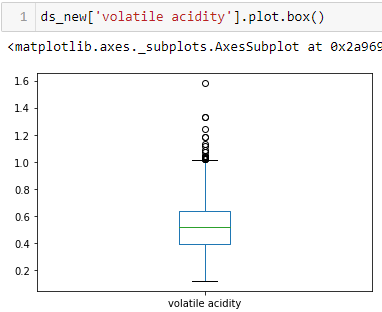 1 ds_new['volatile acidity'].plot.box()
<matplotlib.axes._subplots.AxesSubplot at 0x2a969
1.6
1.4
1.2
1.0
0.8
0.6
0.4
0.2
volatile acidity